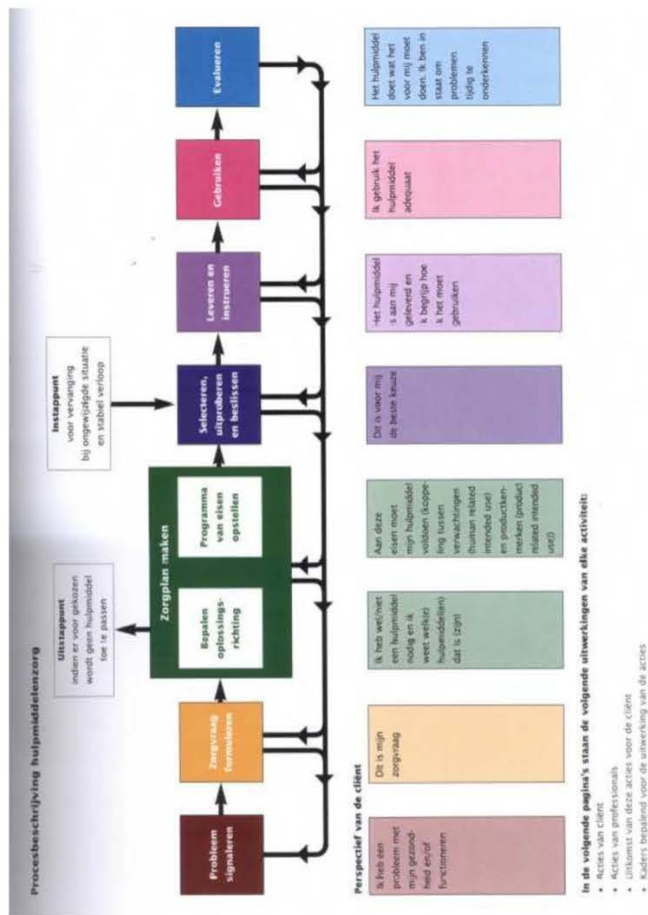 Procesbeschrijving hulpmiddelenzorg
Uitstappunt
indien er voor gekozen
wordt geen hulpmiddel
toe te passen
Instappunt
voor vervanging
bij ongewijzigde situatie
en stabiel verloop
Probleem
signaleren
Zorgvraag
formuleren
Zorgplan maken
Bepalen
oplossings-
richting
Programma
van eisen
opstellen
Selecteren,
uitproberen
en beslissen
Leveren en
instrueren
Gebruiken
Evalueren
Perspectief van de cliënt
Ik heb een
probleem met
mijn gezond-
heid en/of
functioneren
Dit is mijn
zorgvraag
Ik heb wel/niet
een hulpmiddel
nodig en ik
weet welk(e)
hulpmiddel(en)
dat is (zijn)
Aan deze
eisen moet
mijn hulpmiddel
voldoen (koppe-
ling tussen
verwachtingen
(human related
intended use)
en productken-
merken (product
related intended
use))
Dit is voor mij
de beste keuze
Het hulpmiddel
is aan mij
geleverd en
ik begrijp hoe
ik het moet
gebruiken
Ik gebruik het
hulpmiddel
adequaat
Het hulpmiddel
doet wat het
voor mij moet
doen. Ik ben in
staat om
problemen
tijdig te
onderkennen
In de volgende pagina's staan de volgende uitwerkingen van elke activiteit:
• Acties van cliënt
• Acties van professionals
• Uitkomst van deze acties voor de cliënt
• Kaders bepalend voor de uitwerking van de acties